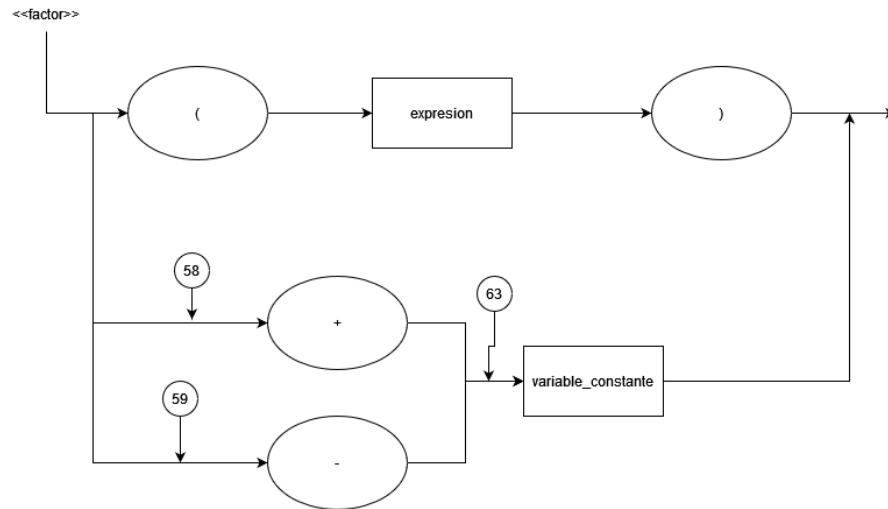 <<factor>>
(
expresion
)
58
+
63
variable_constante
59
-